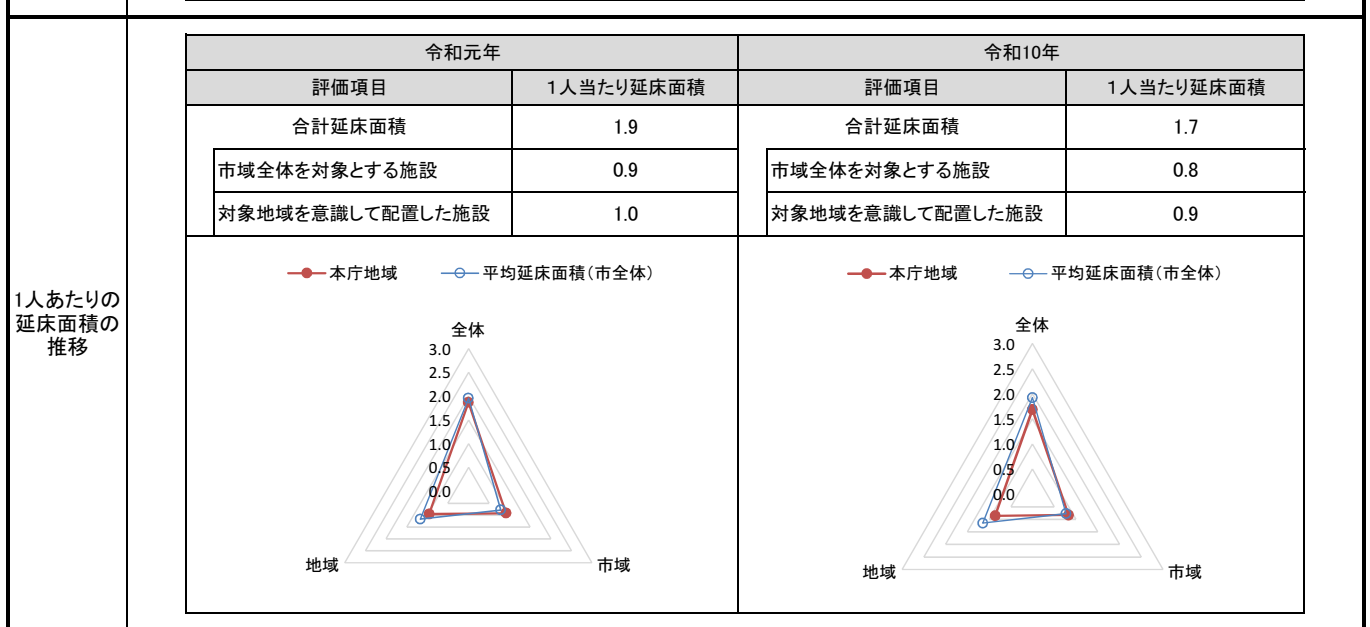 令和元年 令和10年
評価項目 1人当たり延床面積 評価項目 1人当たり延床面積
合計延床面積 1.9 合計延床面積 1.7
市域全体を対象とする施設 0.9 市域全体を対象とする施設 0.8
対象地域を意識して配置した施設 1.0 対象地域を意識して配置した施設 0.9
1人あたりの
延床面積の
推移
本庁地域 平均延床面積(市全体)
全体
3.0
2.5
2.0
1.5
1.0
0.5
0.0
地域 市域
本庁地域 平均延床面積(市全体)
全体
3.0
2.5
2.0
1.5
1.0
0.5
0.0
地域 市域